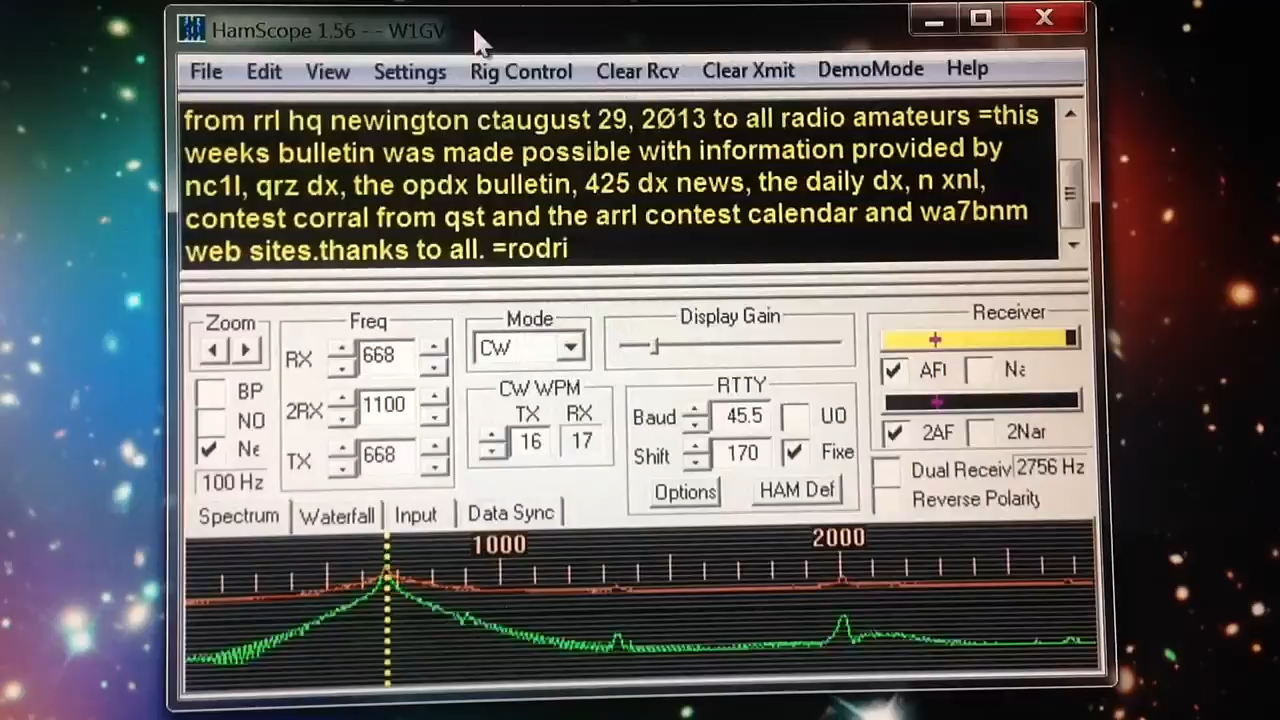 HamScope 1.56 - - W1GV
File Edit View Settings Rig Control Clear Rcv Clear Xmit DemoMode Help
from rrl hq newington ctaugust 29, 2Ø13 to all radio amateurs =this
weeks bulletin was made possible with information provided by
nc1l, qrz dx, the opdx bulletin, 425 dx news, the daily dx, n xnl,
contest corral from qst and the arrl contest calendar and wa7bnm
web sites.thanks to all. =rodri
Zoom Freq Mode Display Gain Receiver
RX 668 CW
AFI Na
BP 2RX 1100 CW WPM RTTY
NO TX RX Baud 45.5 UO
Ne TX 668 16 17 Shift 170 Fixe 2AF 2Nar
100 Hz Options HAM Def Dual Receiv 2756 Hz
Reverse Polarity
Spectrum Waterfall Input Data Sync
1000 2000